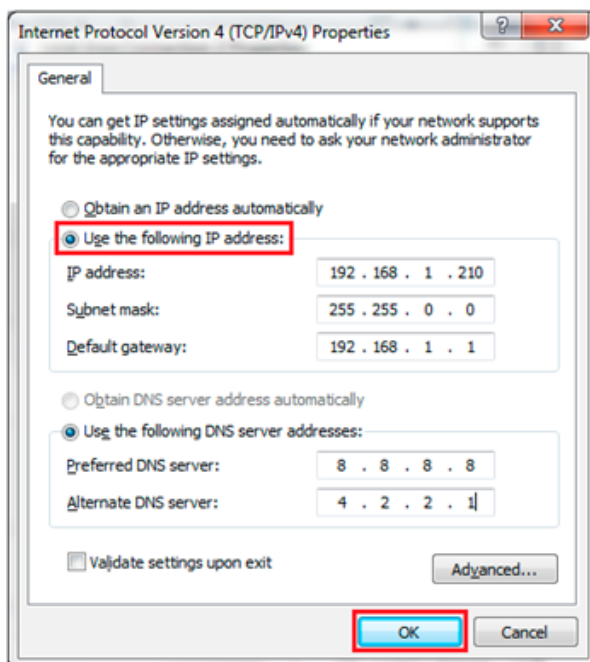 Internet Protocol Version 4 (TCP/IPv4) Properties
General
You can get IP settings assigned automatically if your network supports
this capability. Otherwise, you need to ask your network administrator
for the appropriate IP settings.
Obtain an IP address automatically
Use the following IP address:
IP address: 192 . 168 . 1 . 210
Subnet mask: 255 . 255 . 0 . 0
Default gateway: 192 . 168 . 1 . 1
Obtain DNS server address automatically
Use the following DNS server addresses:
Preferred DNS server: 8 . 8 . 8 . 8
Alternate DNS server: 4 . 2 . 2 . 1
Validate settings upon exit
Advanced...
OK Cancel